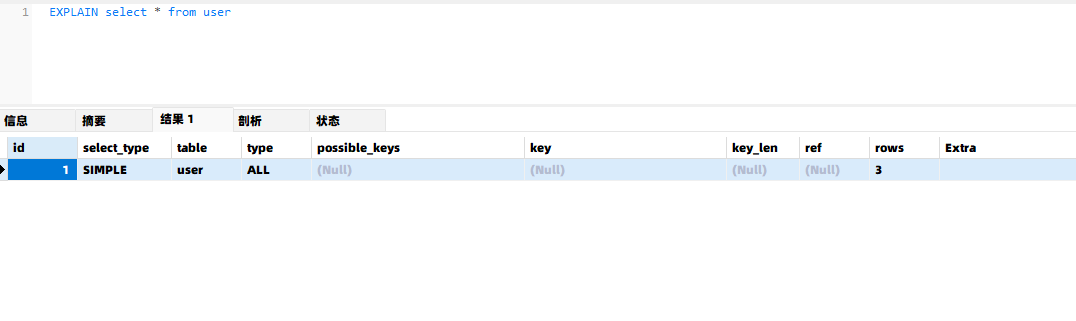 1 EXPLAIN select * from user
信息 摘要 结果 1 剖析 状态
id select_type table type possible_keys key key_len ref rows Extra
1 SIMPLE user ALL (Null) (Null) (Null) (Null) 3